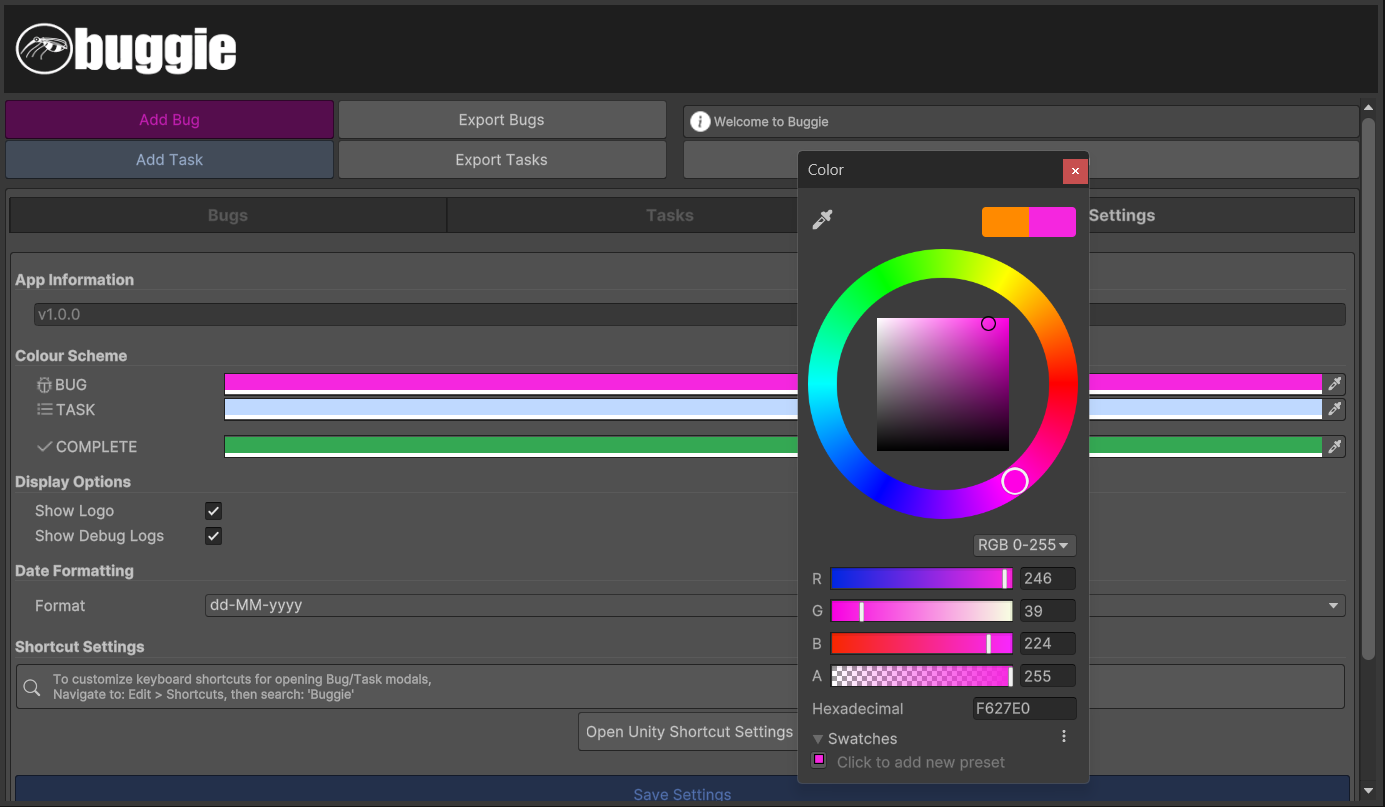 buggie
Add Bug
Export Bugs
Welcome to Buggie
Add Task
Export Tasks
Bugs
Tasks
Settings
App Information
v1.0.0
Colour Scheme
BUG
TASK
COMPLETE
Display Options
Show Logo
Show Debug Logs
Date Formatting
Format
dd-MM-yyyy
Shortcut Settings
To customize keyboard shortcuts for opening Bug/Task modals,
Navigate to: Edit > Shortcuts, then search: 'Buggie'
Open Unity Shortcut Settings
Save Settings
Color
RGB 0-255
R 246
G 39
B 224
A 255
Hexadecimal F627E0
Swatches
Click to add new preset